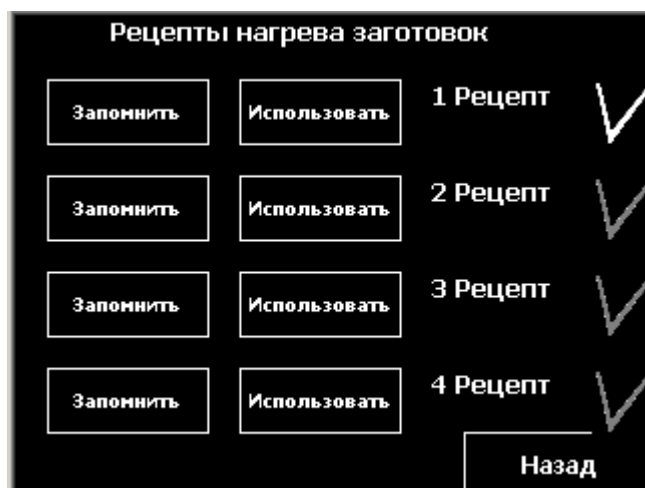 Рецепты нагрева заготовок
Запомнить Использовать 1 Рецепт
Запомнить Использовать 2 Рецепт
Запомнить Использовать 3 Рецепт
Запомнить Использовать 4 Рецепт
Назад